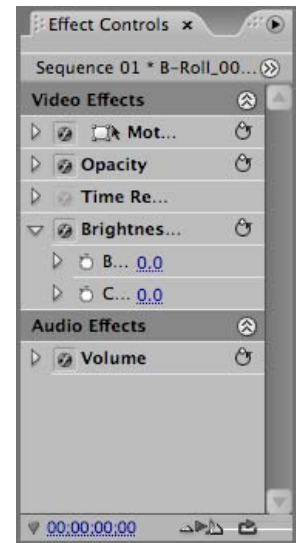 Effect Controls ×
Sequence 01 * B-Roll_00...
Video Effects
Mot...
Opacity
Time Re...
Brightnes...
B... 0.0
C... 0.0
Audio Effects
Volume
00;00;00;00